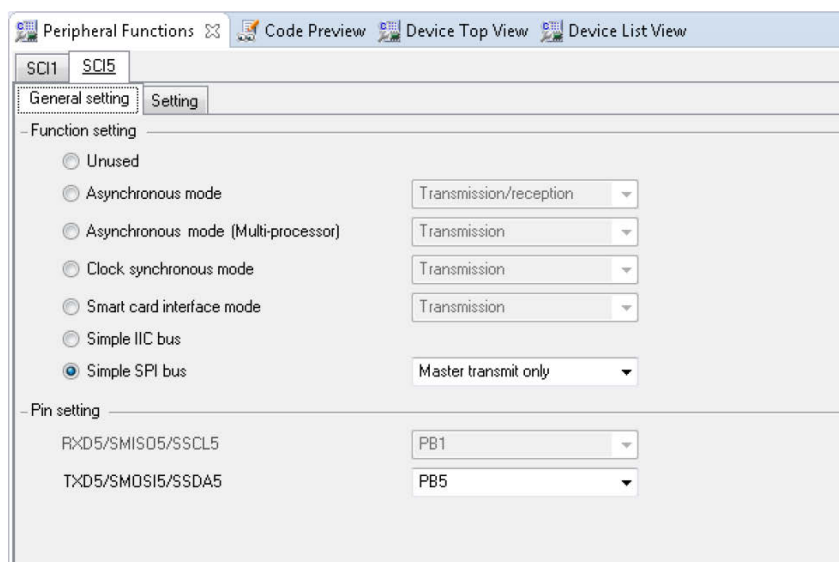 Peripheral Functions Code Preview Device Top View Device List View
SCI1 SCI5
General setting Setting
Function setting
Unused
Asynchronous mode Transmission/reception
Asynchronous mode (Multi-processor) Transmission
Clock synchronous mode Transmission
Smart card interface mode Transmission
Simple IIC bus
Simple SPI bus Master transmit only
Pin setting
RXD5/SMISO5/SSCL5 PB1
TXD5/SMOSI5/SSDA5 PB5